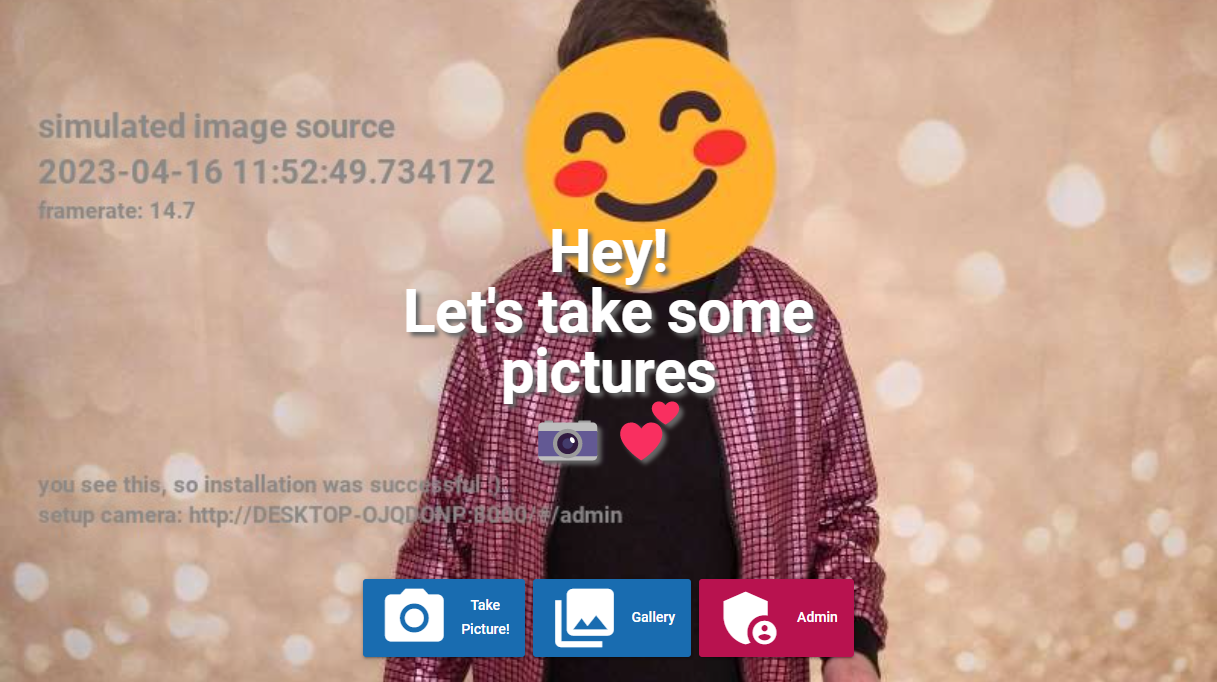 simulated image source
2023-04-16 11:52:49.734172
framerate: 14.7
Hey!
Let's take some
pictures
you see this, so installation was successful :)
setup camera: http://DESKTOP-OJQDONP:8000/#/admin
Take
Picture!
Gallery
Admin